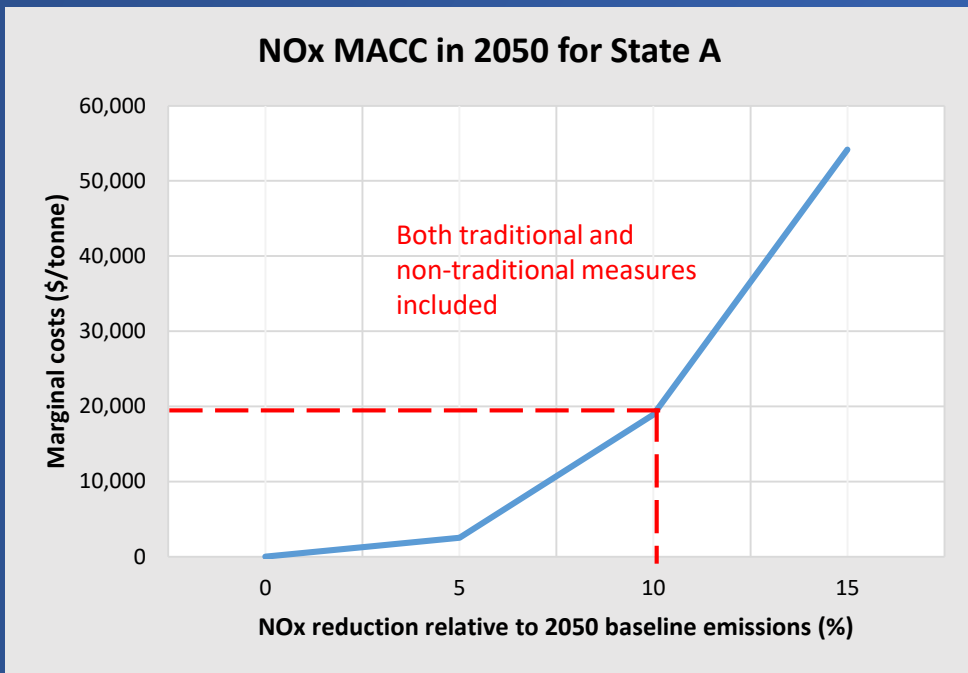 NOx MACC in 2050 for State A
60,000
50,000
40,000
30,000
20,000
10,000
0
Marginal costs ($/tonne)
Both traditional and
non-traditional measures
included
0 5 10 15
NOx reduction relative to 2050 baseline emissions (%)